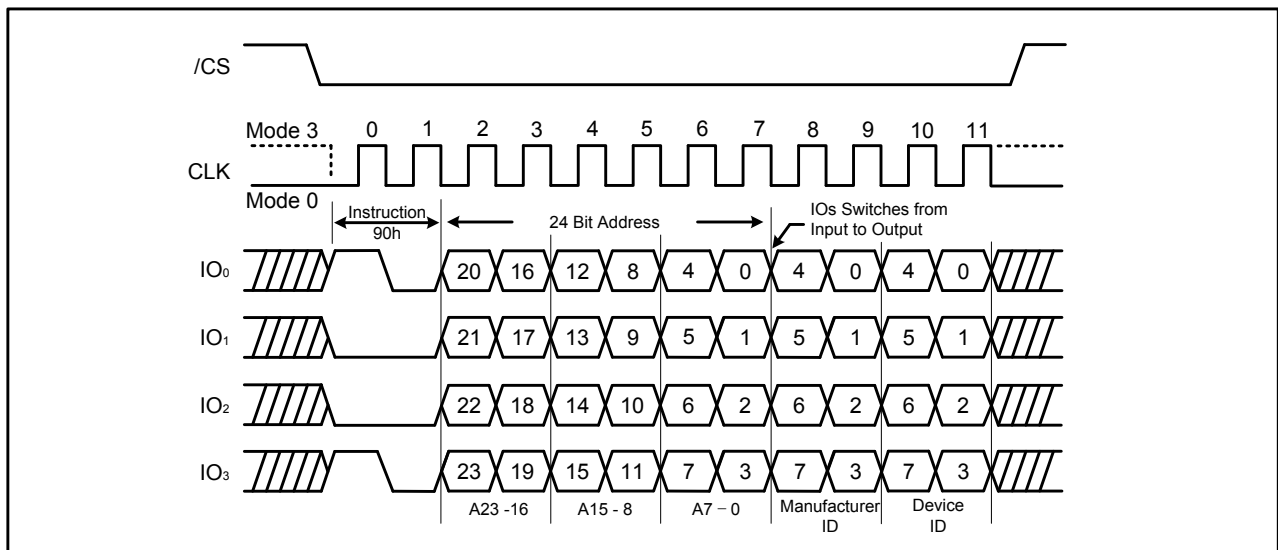 /CS
Mode 3 0 1 2 3 4 5 6 7 8 9 10 11
CLK
Mode 0
Instruction
90h
24 Bit Address
IOs Switches from
Input to Output
IO₀ 20 16 12 8 4 0 4 0 4 0
IO₁ 21 17 13 9 5 1 5 1 5 1
IO₂ 22 18 14 10 6 2 6 2 6 2
IO₃ 23 19 15 11 7 3 7 3 7 3
A23 -16 A15 - 8 A7 – 0 Manufacturer Device
ID ID